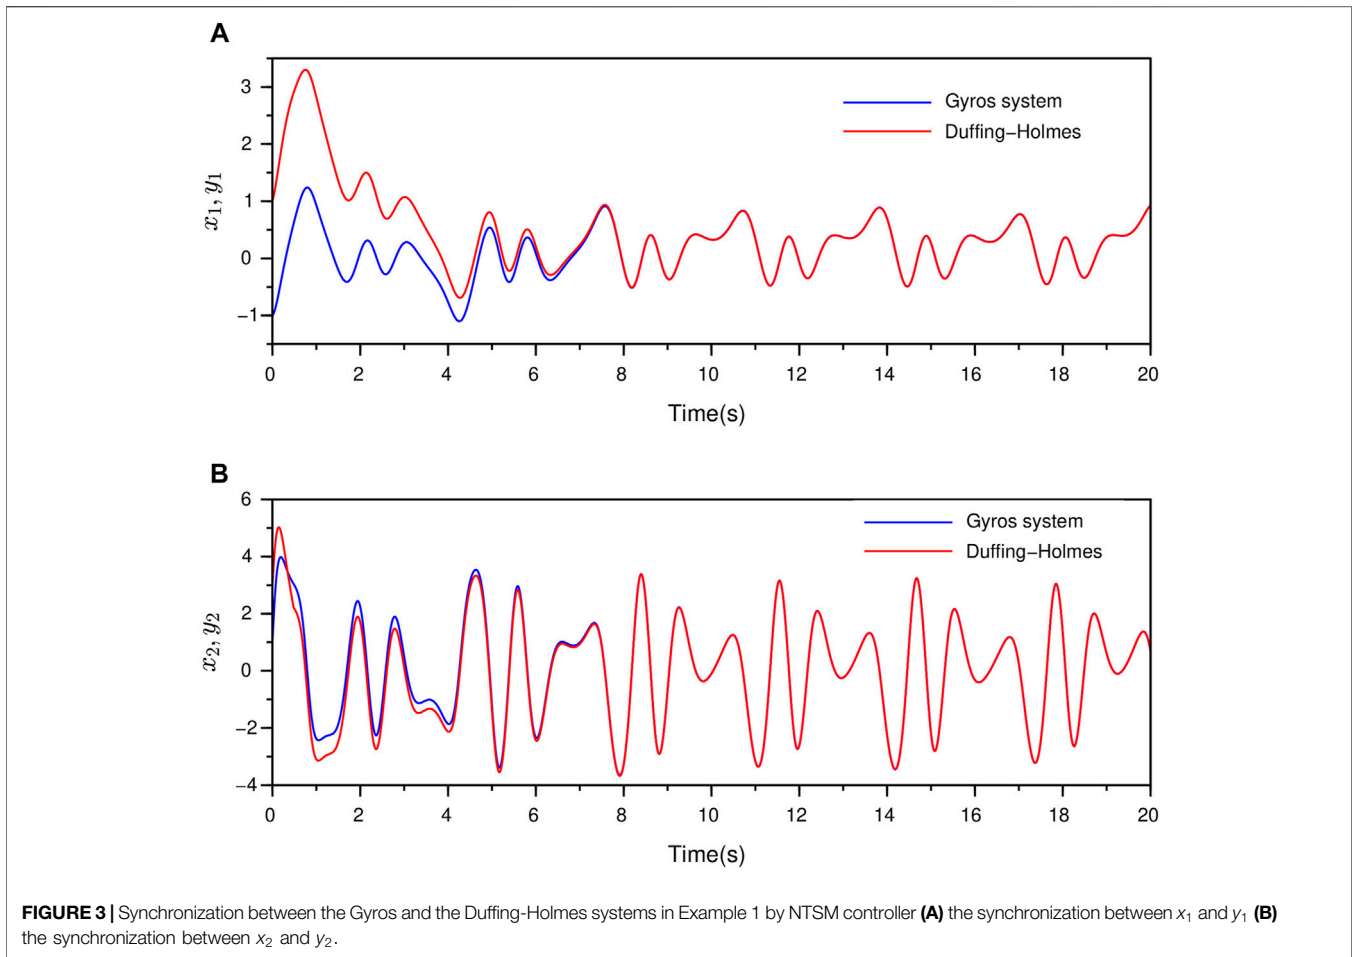 A
3
2
1
0
−1
x1, y1
Gyros system
Duffing−Holmes
0 2 4 6 8 10 12 14 16 18 20
Time(s)
B
6
4
2
0
−2
−4
x2, y2
Gyros system
Duffing−Holmes
0 2 4 6 8 10 12 14 16 18 20
Time(s)
FIGURE 3 | Synchronization between the Gyros and the Duffing-Holmes systems in Example 1 by NTSM controller (A) the synchronization between x1 and y1 (B)
the synchronization between x2 and y2.